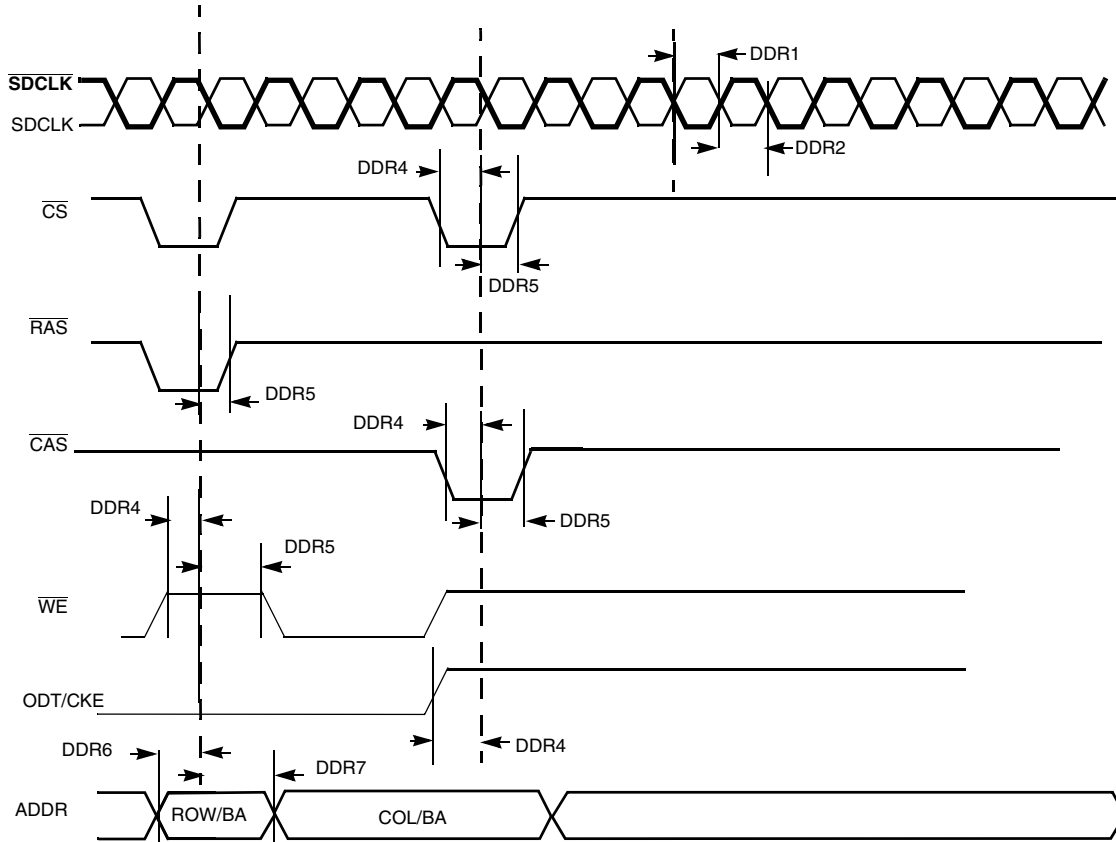 DDR1
SDCLK
SDCLK
DDR2
DDR4
CS
DDR5
RAS
DDR5
DDR4
CAS
DDR4
DDR5
DDR5
WE
ODT/CKE
DDR4
DDR6
DDR7
ADDR
ROW/BA
COL/BA